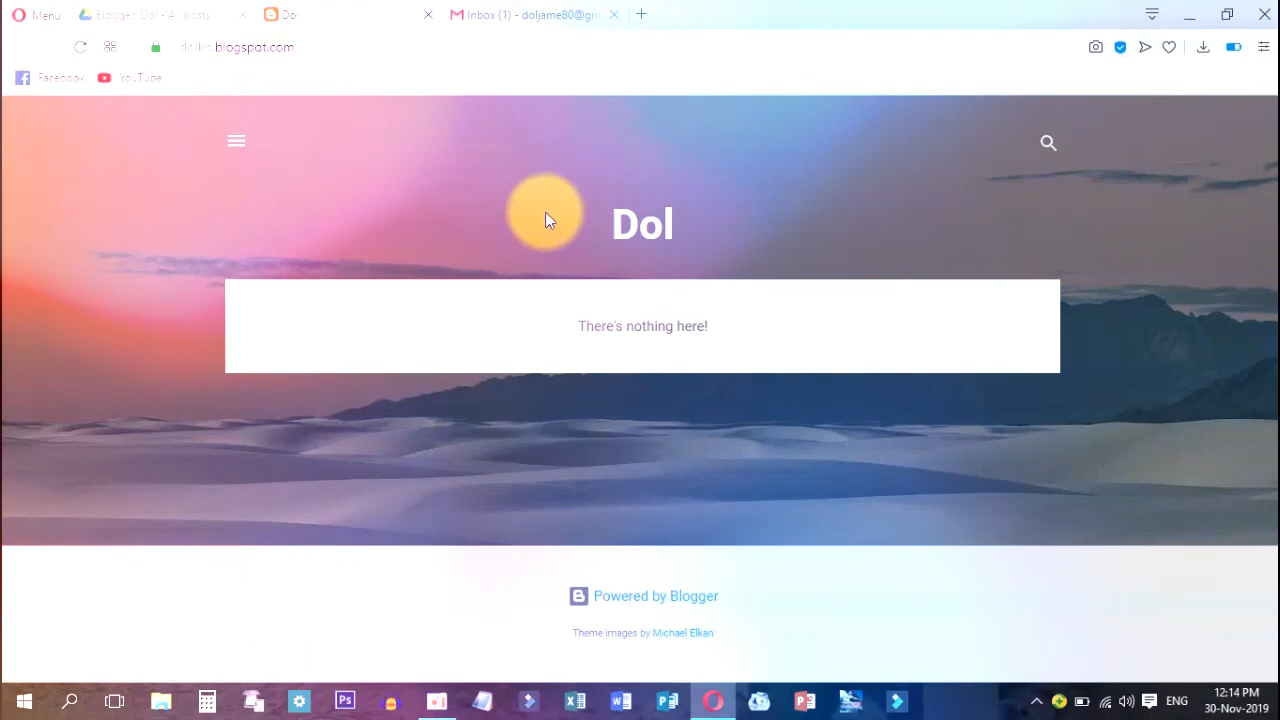 Menu
Blogger: Dol - All posts
Dol
Inbox (1) - doljame80@gm
blogspot.com
Facebook
YouTube
Dol
There's nothing here!
Powered by Blogger
Theme images by Michael Elkan
ENG
12:14 PM
30-Nov-2019